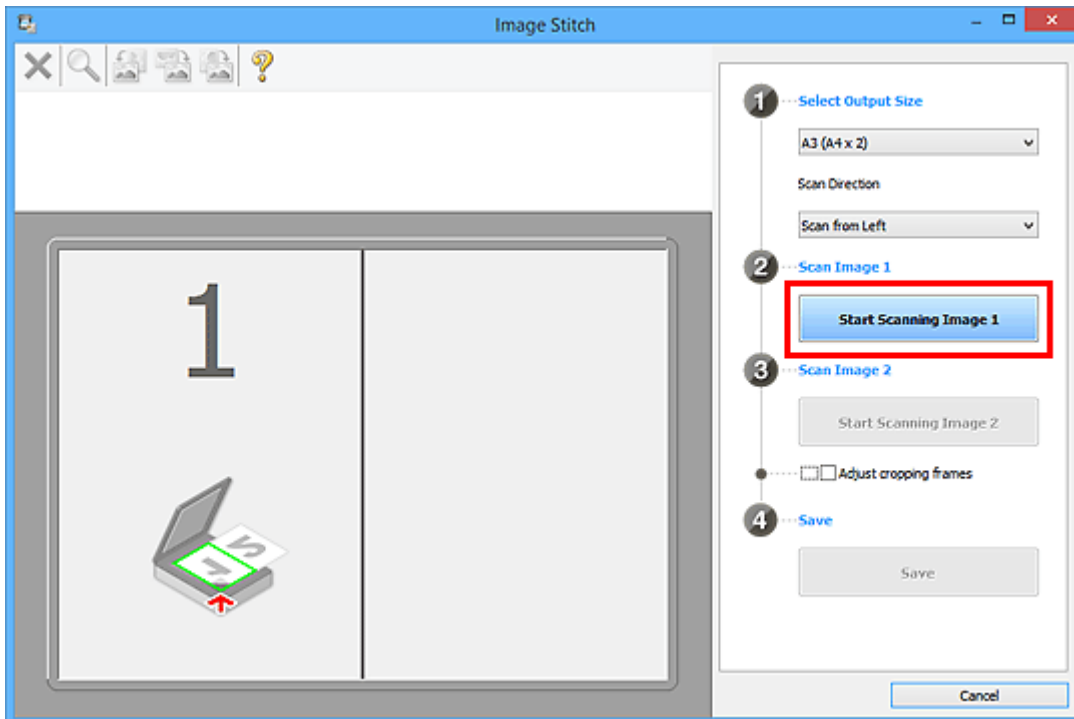 Image Stitch
1
1 Select Output Size
A3 (A4 x 2)
Scan Direction
Scan from Left
2 Scan Image 1
Start Scanning Image 1
3 Scan Image 2
Start Scanning Image 2
Adjust cropping frames
4 Save
Save
Cancel